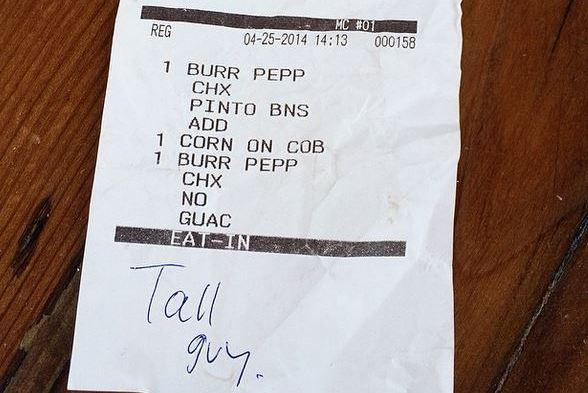 MC #01
REG 04-25-2014 14:13 000158
1 BURR PEPP
CHX
PINTO BNS
ADD
1 CORN ON COB
1 BURR PEPP
CHX
NO
GUAC
EAT-IN
Tall
guy.